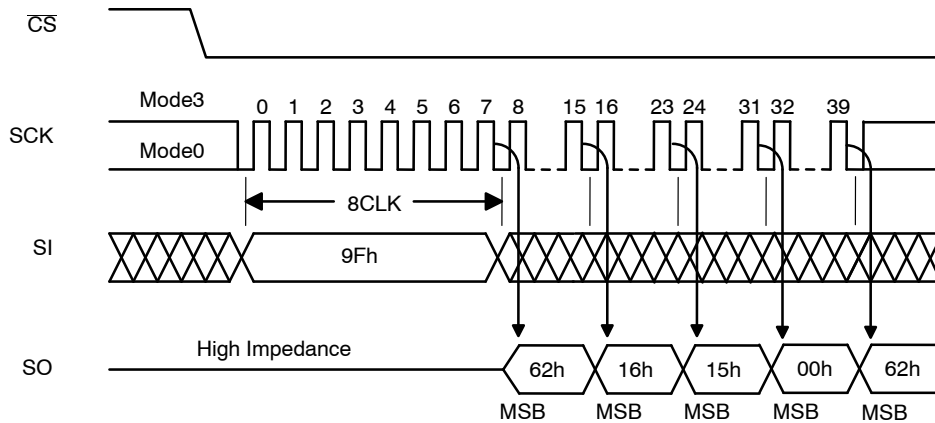 CS
Mode3
0 1 2 3 4 5 6 7 8 15 16 23 24 31 32 39
SCK
Mode0
8CLK
SI
9Fh
High Impedance
SO
62h 16h 15h 00h 62h
MSB MSB MSB MSB MSB